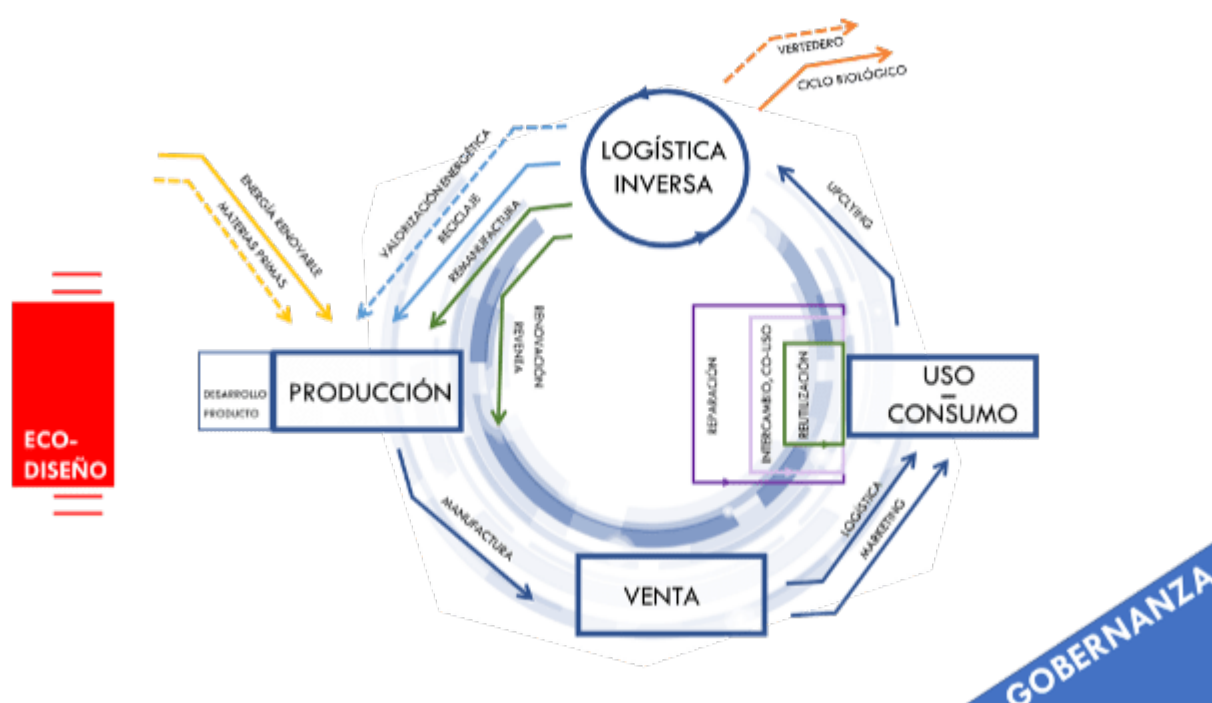 VERTEDERO
CICLO BIOLÓGICO
LOGÍSTICA
INVERSA
VALORIZACIÓN ENERGÉTICA
RECICLAJE
REMANUFACTURA
RENOVACIÓN
REVENTA
ENERGÍA RENOVABLE
MATERIAS PRIMAS
UPCLYING
ECO-
DISEÑO
DESARROLLO
PRODUCTO
PRODUCCIÓN
REPARACIÓN
INTERCAMBIO, CO-USO
REUTILIZACIÓN
USO
–
CONSUMO
MANUFACTURA
VENTA
LOGÍSTICA
MARKETING
GOBERNANZA